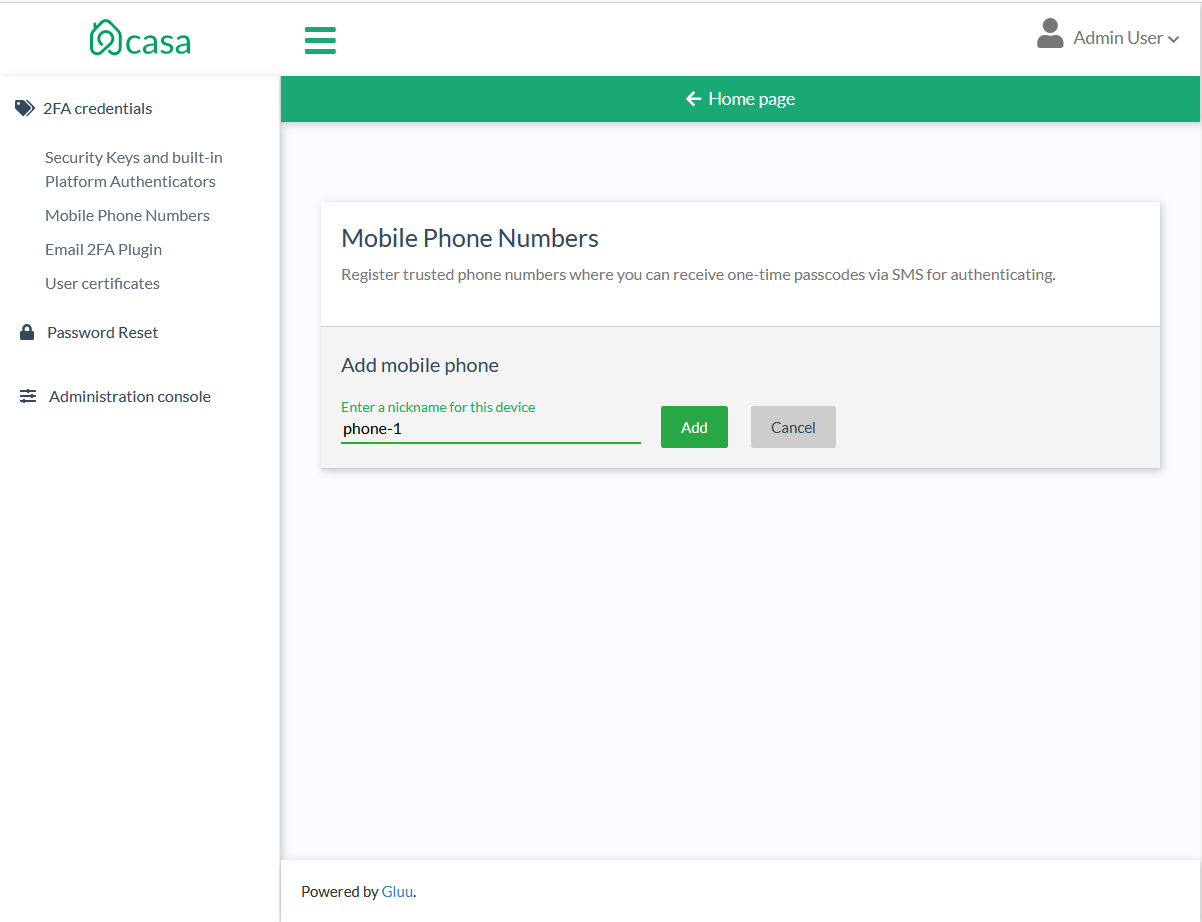 casa
Admin User
2FA credentials
Security Keys and built-in
Platform Authenticators
Mobile Phone Numbers
Email 2FA Plugin
User certificates
Password Reset
Administration console
Home page
Mobile Phone Numbers
Register trusted phone numbers where you can receive one-time passcodes via SMS for authenticating.
Add mobile phone
Enter a nickname for this device
phone-1
Add
Cancel
Powered by Gluu.